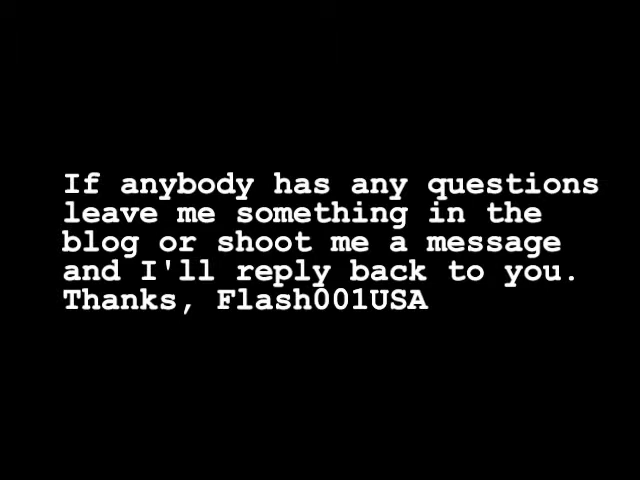 If anybody has any questions
leave me something in the
blog or shoot me a message
and I'll reply back to you.
Thanks, Flash001USA